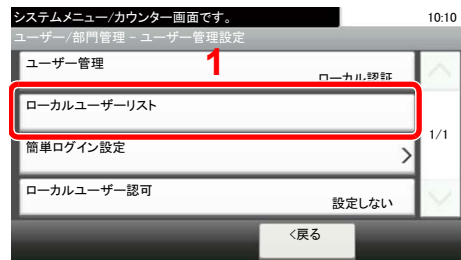 システムメニュー/カウンター画面です。
10:10
ユーザー/部門管理 - ユーザー管理設定
1
ユーザー管理
ローカル認証
ローカルユーザーリスト
1/1
簡単ログイン設定
ローカルユーザー認可
設定しない
<戻る